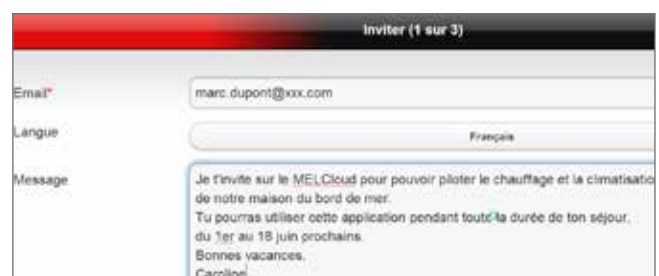 Inviter (1 sur 3)
Email* marc.dupont@xxx.com
Langue Français
Message Je t'invite sur le MELCloud pour pouvoir piloter le chauffage et la climatisatio
de notre maison du bord de mer.
Tu pourras utiliser cette application pendant toute la durée de ton séjour,
du 1er au 18 juin prochains.
Bonnes vacances,
Caroline